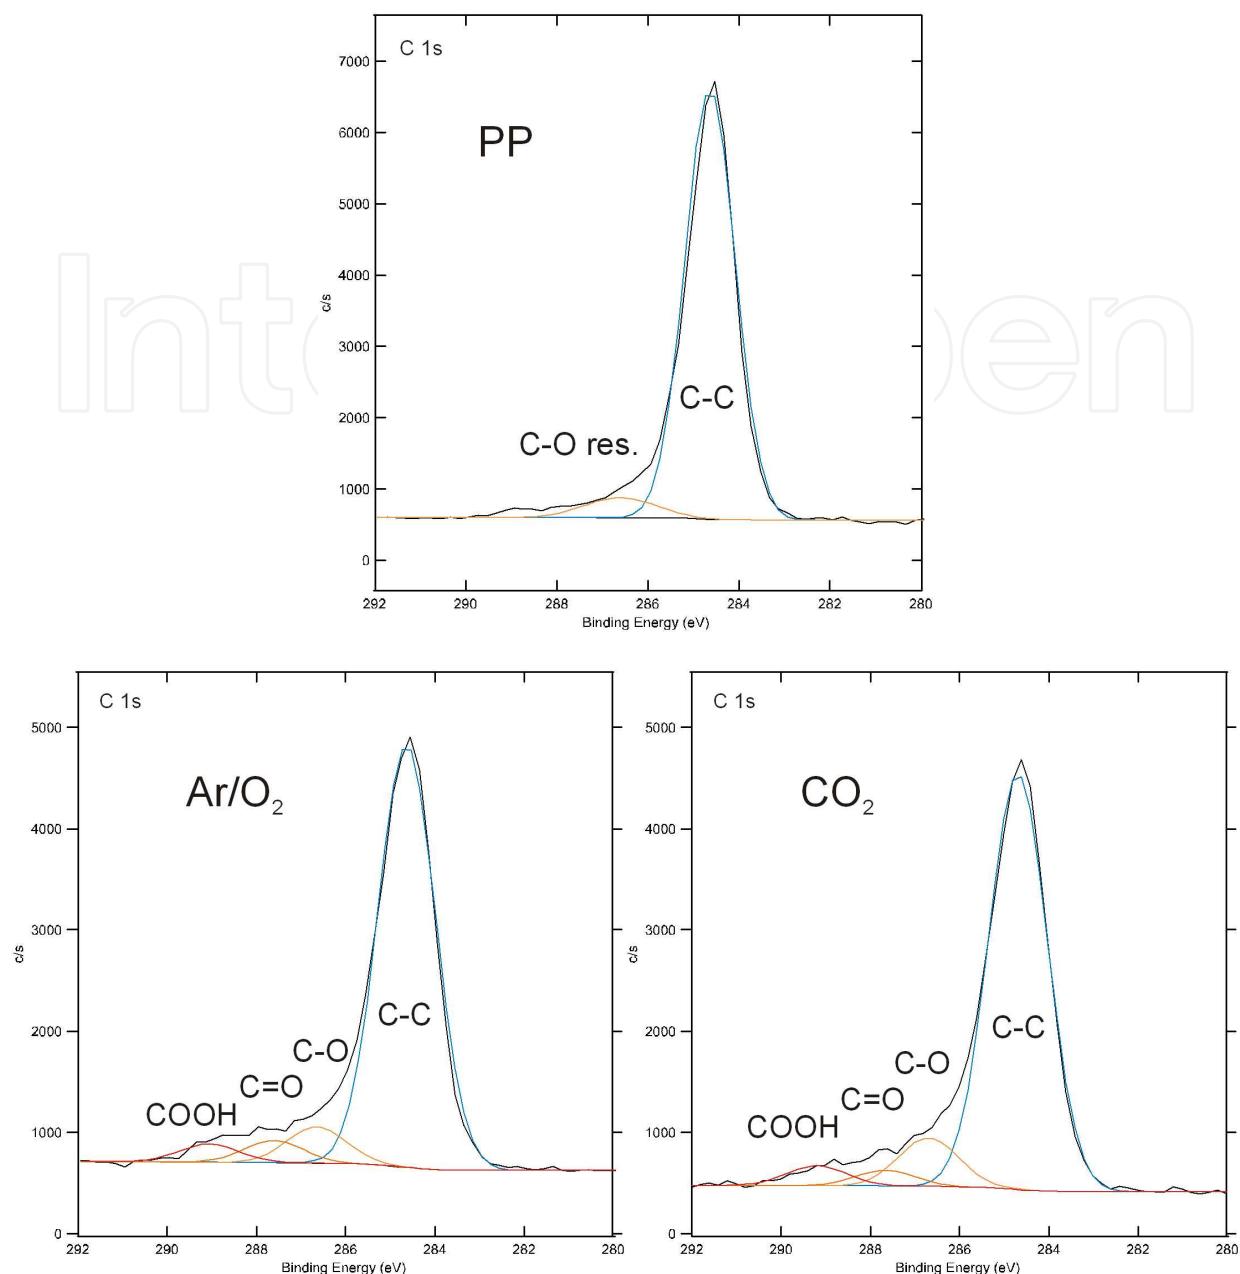 C 1s
PP
7000
6000
5000
4000
3000
2000
1000
0
c/s
C-C
C-O res.
292 290 288 286 284 282 280
Binding Energy (eV)
C 1s
Ar/O₂
5000
4000
3000
2000
1000
0
c/s
C-C
C-O
C=O
COOH
292 290 288 286 284 282 280
Binding Energy (eV)
C 1s
CO₂
5000
4000
3000
2000
1000
0
c/s
C-C
C-O
C=O
COOH
292 290 288 286 284 282 280
Binding Energy (eV)